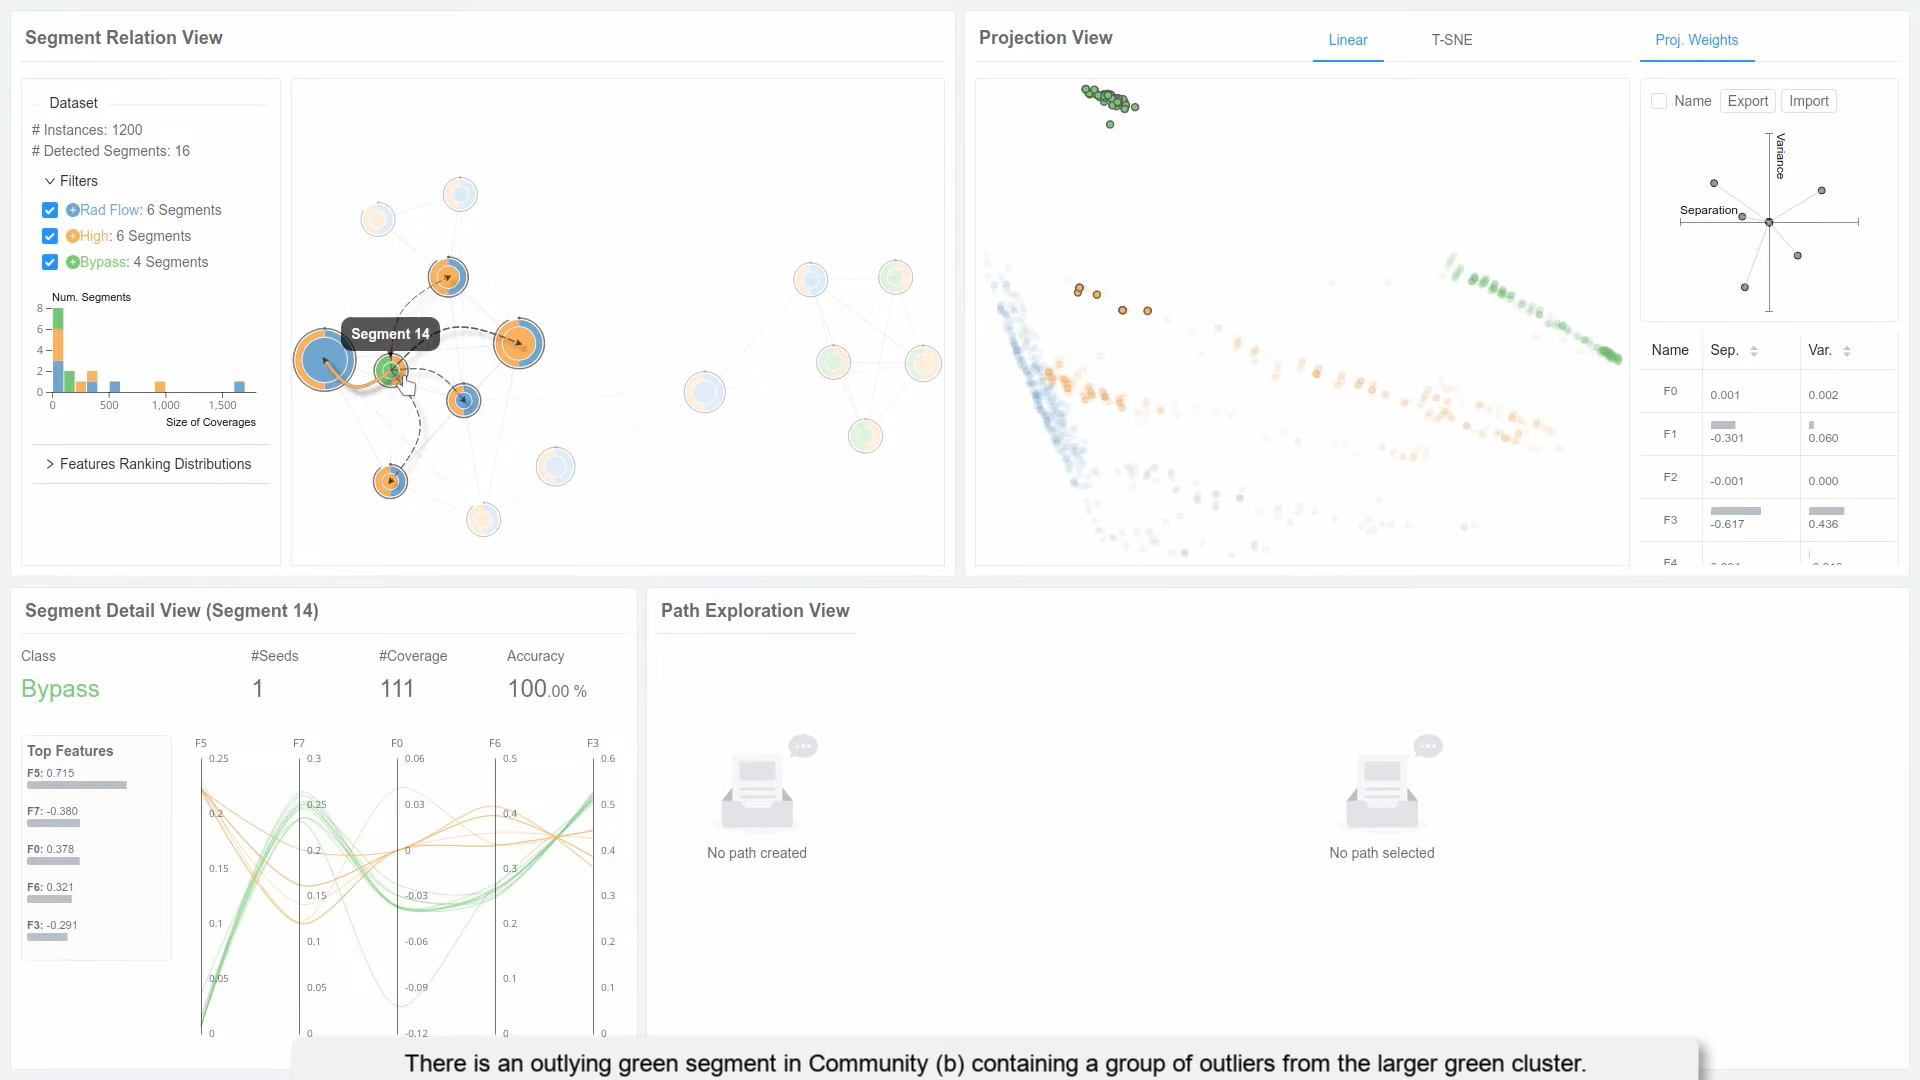 Segment Relation View
Dataset
# Instances: 1200
# Detected Segments: 16
Filters
Rad Flow: 6 Segments
High: 6 Segments
Bypass: 4 Segments
Num. Segments
8
6
4
2
0
0 500 1,000 1,500
Size of Coverages
Features Ranking Distributions
Segment 14
Projection View
Linear T-SNE
Proj. Weights
Name Export Import
Variance
Separation
Name Sep. Var.
F0 0.001 0.002
F1 -0.301 0.060
F2 -0.001 0.000
F3 -0.617 0.436
F4
Segment Detail View (Segment 14)
Class #Seeds #Coverage Accuracy
Bypass 1 111 100.00 %
Top Features
F5: 0.715
F7: -0.380
F0: 0.378
F6: 0.321
F3: -0.291
F5 F7 F0 F6 F3
0.25 0.3 0.06 0.5 0.6
0.2 0.25 0.03 0.4 0.5
0.15 0.2 0 0.3 0.4
0.1 0.15 -0.03 0.2 0.3
0.05 0.1 -0.06 0.1 0.2
0 0.05 -0.09 0 0.1
0 -0.12 0
Path Exploration View
No path created
No path selected
There is an outlying green segment in Community (b) containing a group of outliers from the larger green cluster.